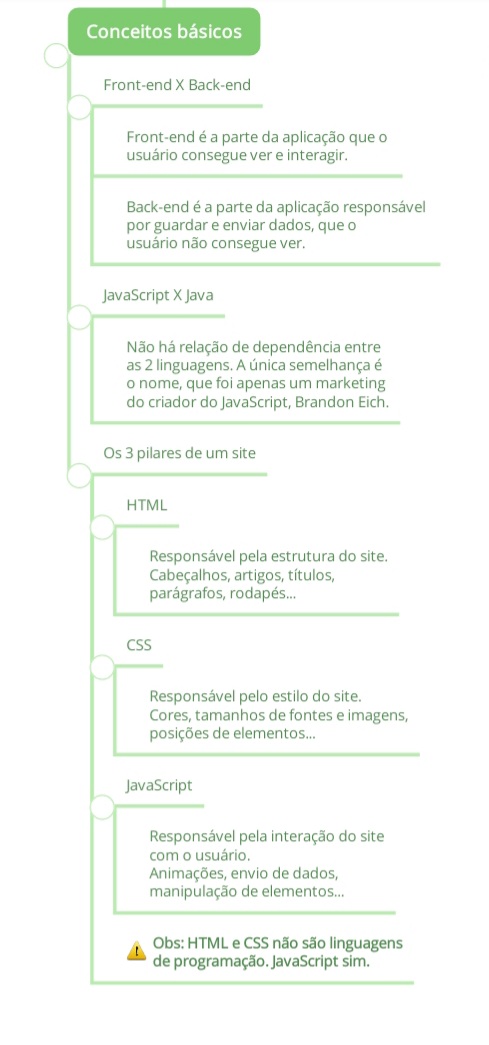 Conceitos básicos
Front-end X Back-end
Front-end é a parte da aplicação que o
usuário consegue ver e interagir.
Back-end é a parte da aplicação responsável
por guardar e enviar dados, que o
usuário não consegue ver.
JavaScript X Java
Não há relação de dependência entre
as 2 linguagens. A única semelhança é
o nome, que foi apenas um marketing
do criador do JavaScript, Brandon Eich.
Os 3 pilares de um site
HTML
Responsável pela estrutura do site.
Cabeçalhos, artigos, títulos,
parágrafos, rodapés...
CSS
Responsável pelo estilo do site.
Cores, tamanhos de fontes e imagens,
posições de elementos...
JavaScript
Responsável pela interação do site
com o usuário.
Animações, envio de dados,
manipulação de elementos...
Obs: HTML e CSS não são linguagens
de programação. JavaScript sim.